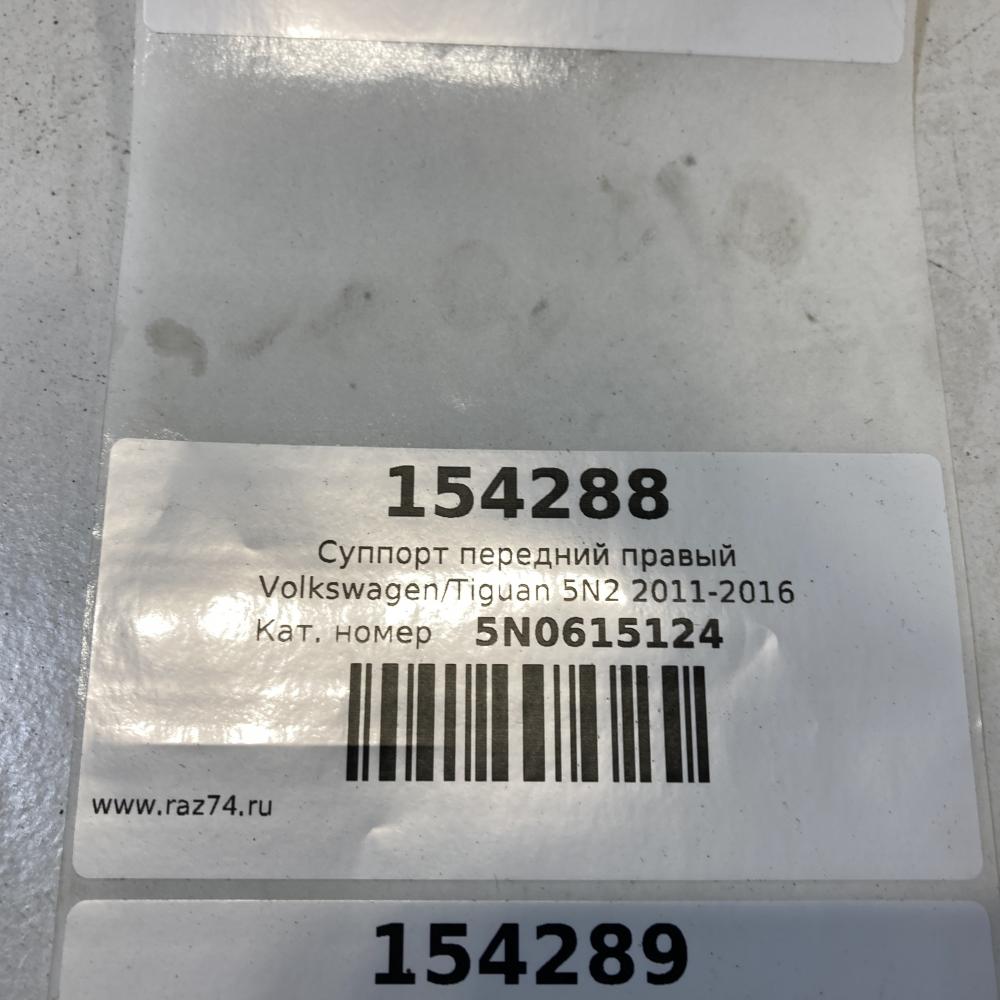 154288
Суппорт передний правый
Volkswagen/Tiguan 5N2 2011-2016
Кат. номер 5N0615124
www.raz74.ru
154289